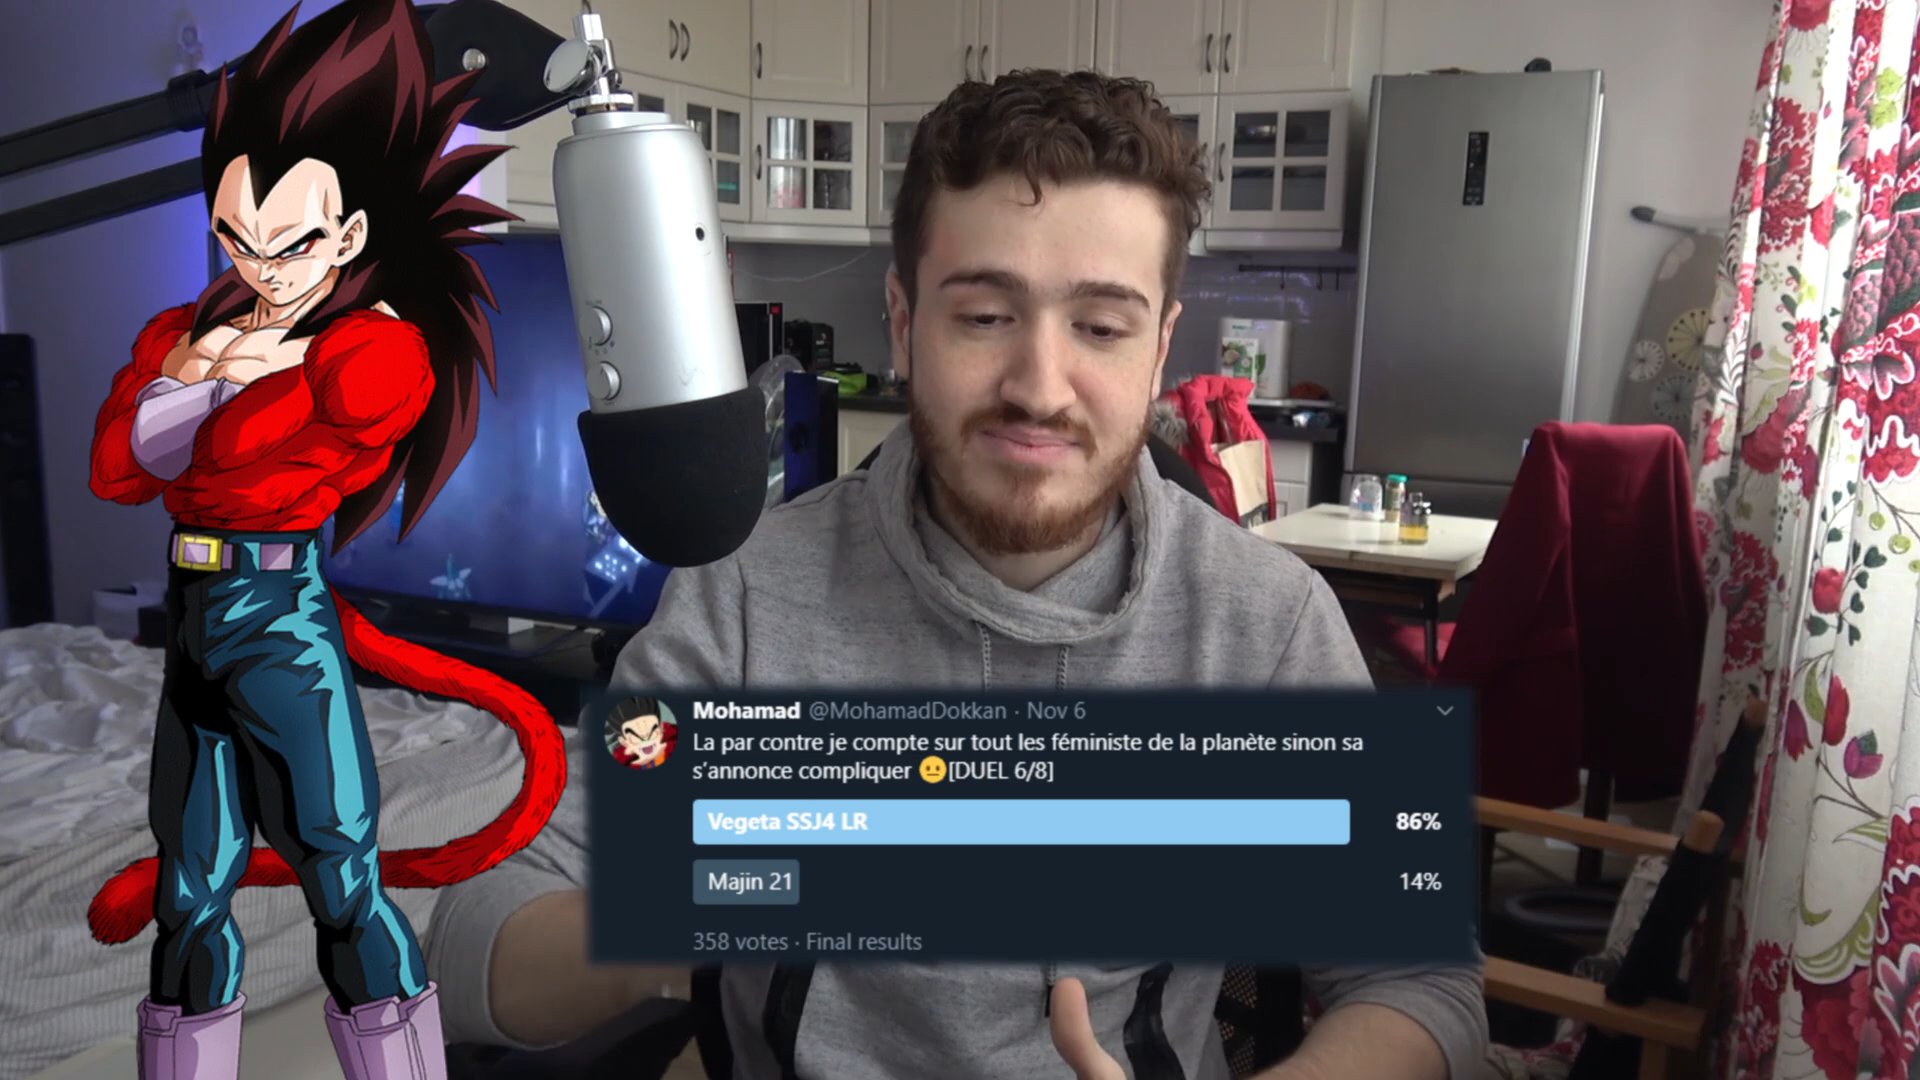 Mohamad @MohamadDokkan · Nov 6
La par contre je compte sur tout les féministe de la planète sinon sa
s'annonce compliquer 😐[DUEL 6/8]
Vegeta SSJ4 LR 86%
Majin 21 14%
358 votes · Final results